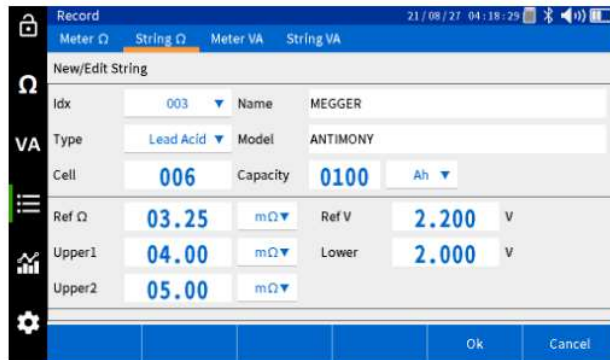 Record 21/08/27 04:18:29
Meter Ω String Ω Meter VA String VA
New/Edit String
Ω
VA
Idx 003 Name MEGGER
Type Lead Acid Model ANTIMONY
Cell 006 Capacity 0100 Ah
Ref Ω 03.25 mΩ Ref V 2.200 V
Upper1 04.00 mΩ Lower 2.000 V
Upper2 05.00 mΩ
Ok Cancel